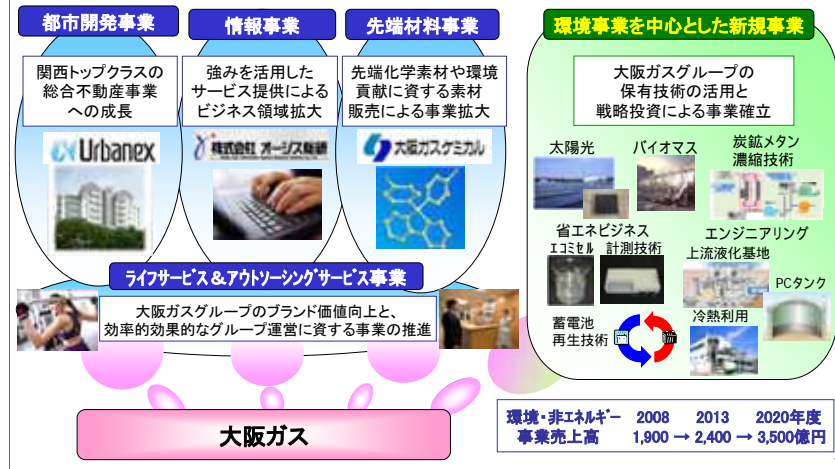 都市開発事業
関西トップクラスの
総合不動産事業
への成長
Urbanex
情報事業
強みを活用した
サービス提供による
ビジネス領域拡大
株式会社 オージス総研
先端材料事業
先端化学素材や環境
貢献に資する素材
販売による事業拡大
大阪ガスケミカル
ライフサービス&アウトソーシングサービス事業
大阪ガスグループのブランド価値向上と、
効率的効果的なグループ運営に資する事業の推進
環境事業を中心とした新規事業
大阪ガスグループの
保有技術の活用と
戦略投資による事業確立
太陽光
バイオマス
炭鉱メタン
濃縮技術
省エネビジネス
エコミセル 計測技術
エンジニアリング
上流液化基地
PCタンク
蓄電池
再生技術
冷熱利用
大阪ガス
環境・非エネルギー 2008 2013 2020年度
事業売上高 1,900 → 2,400 → 3,500億円